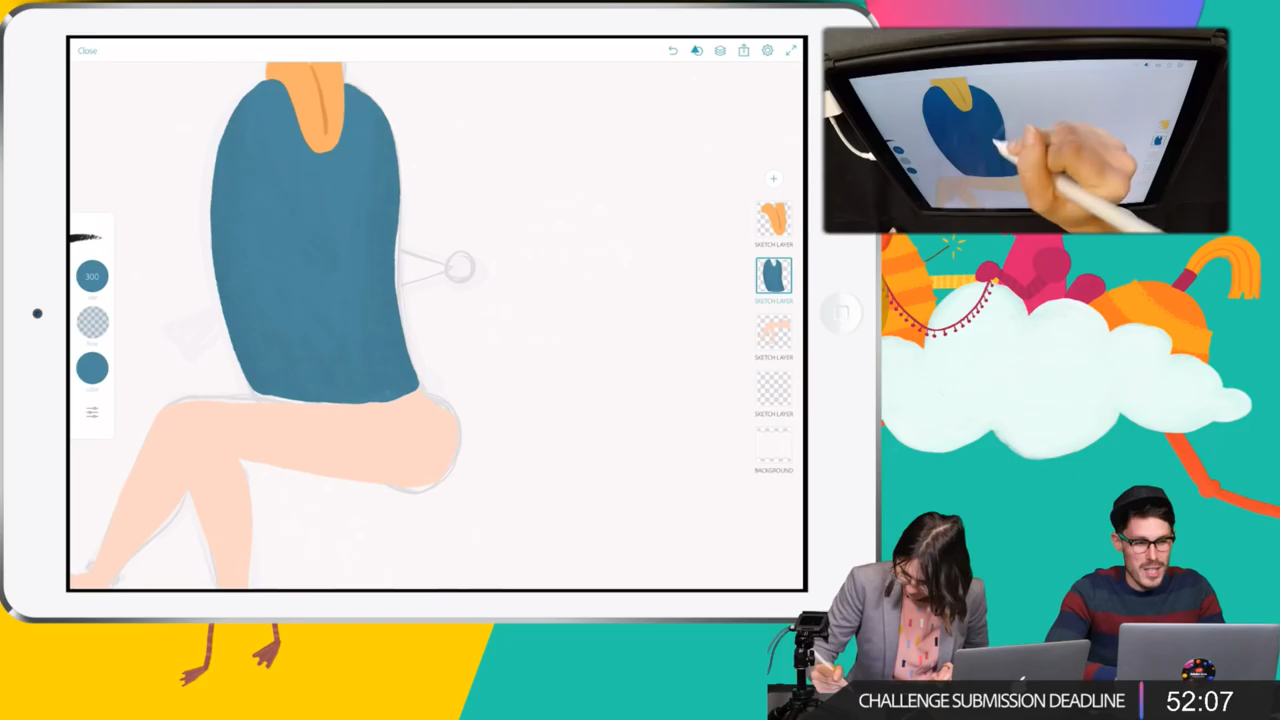 Close
+
SKETCH LAYER
300
SKETCH LAYER
SKETCH LAYER
SKETCH LAYER
BACKGROUND
CHALLENGE SUBMISSION DEADLINE
52:07